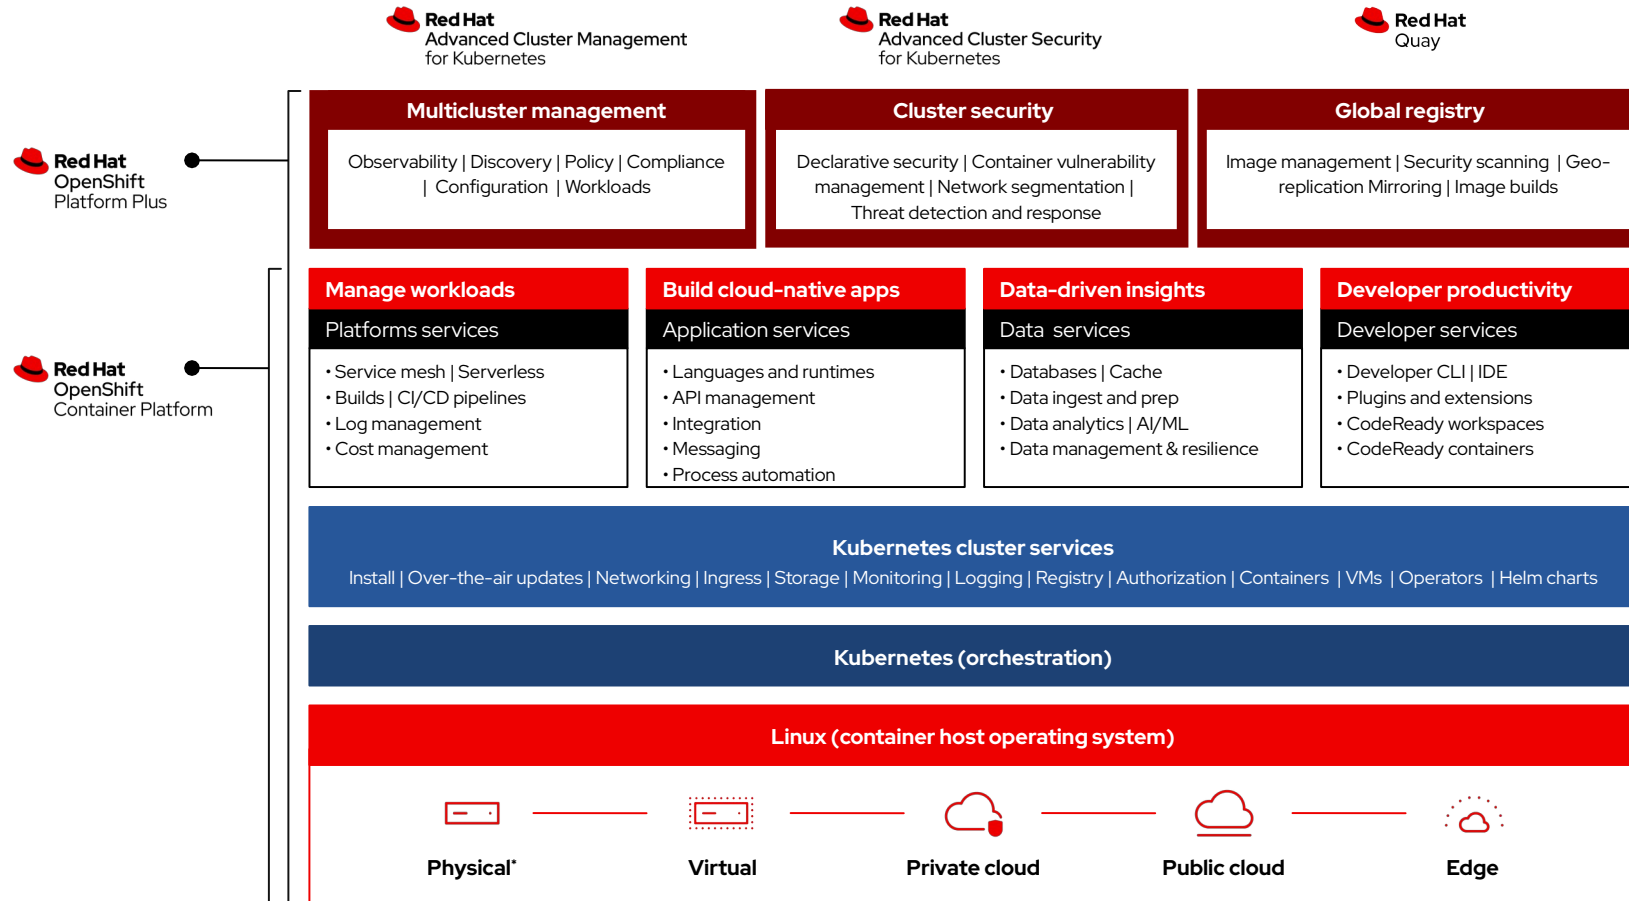 Red Hat
Advanced Cluster Management
for Kubernetes
Red Hat
Advanced Cluster Security
for Kubernetes
Red Hat
Quay
Red Hat
OpenShift
Platform Plus
Multicluster management
Observability | Discovery | Policy | Compliance
| Configuration | Workloads
Cluster security
Declarative security | Container vulnerability
management | Network segmentation |
Threat detection and response
Global registry
Image management | Security scanning | Geo-
replication Mirroring | Image builds
Red Hat
OpenShift
Container Platform
Manage workloads
Platforms services
• Service mesh | Serverless
• Builds | CI/CD pipelines
• Log management
• Cost management
Build cloud-native apps
Application services
• Languages and runtimes
• API management
• Integration
• Messaging
• Process automation
Data-driven insights
Data services
• Databases | Cache
• Data ingest and prep
• Data analytics | AI/ML
• Data management & resilience
Developer productivity
Developer services
• Developer CLI | IDE
• Plugins and extensions
• CodeReady workspaces
• CodeReady containers
Kubernetes cluster services
Install | Over-the-air updates | Networking | Ingress | Storage | Monitoring | Logging | Registry | Authorization | Containers | VMs | Operators | Helm charts
Kubernetes (orchestration)
Linux (container host operating system)
Physical*
Virtual
Private cloud
Public cloud
Edge